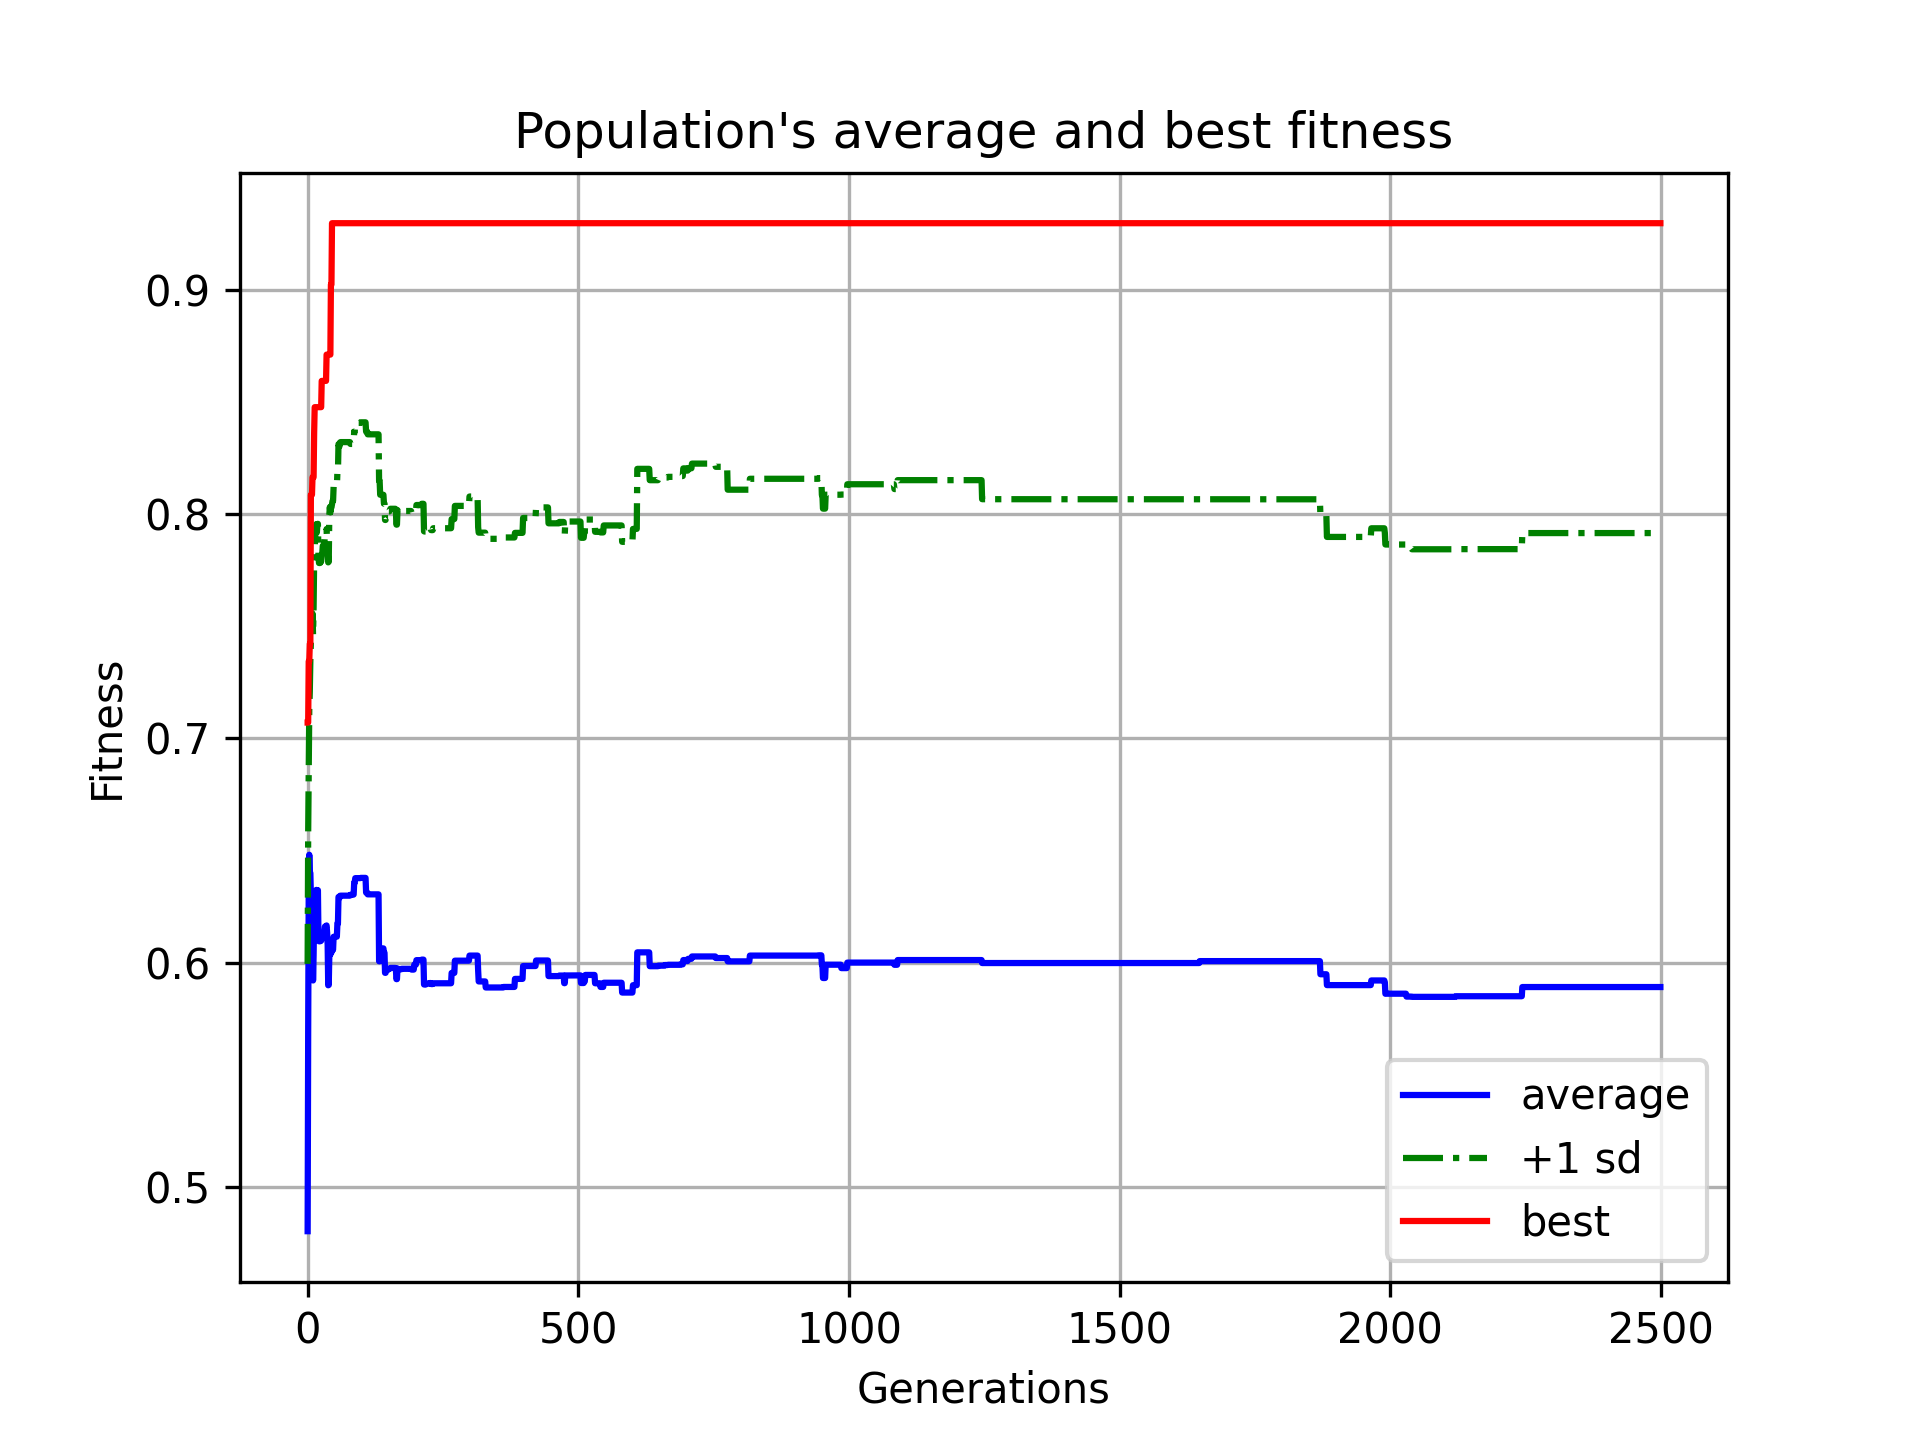 Population's average and best fitness
Fitness
0.9
0.8
0.7
0.6
0.5
average
+1 sd
best
0 500 1000 1500 2000 2500
Generations